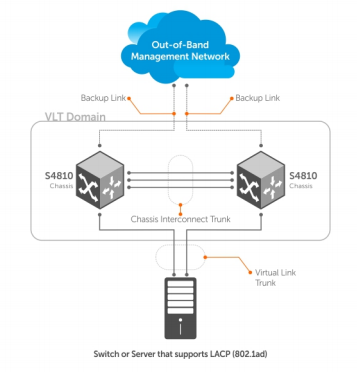 Out-of-Band
Management Network
Backup Link
Backup Link
VLT Domain
S4810
Chassis
S4810
Chassis
Chassis Interconnect Trunk
Virtual Link
Trunk
Switch or Server that supports LACP (802.1ad)